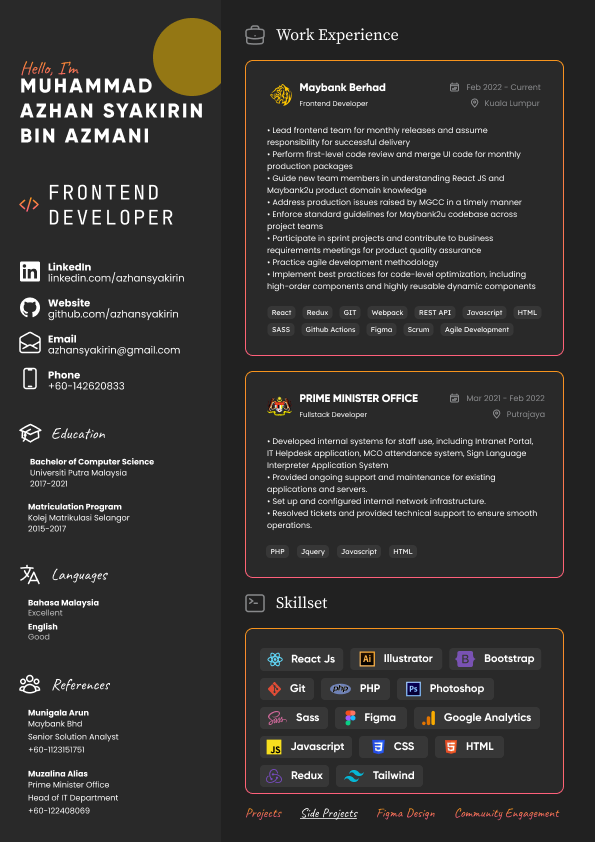 Hello, I'm
MUHAMMAD
AZHAN SYAKIRIN
BIN AZMANI
</> FRONTEND
DEVELOPER
LinkedIn
linkedin.com/azhansyakirin
Website
github.com/azhansyakirin
Email
azhansyakirin@gmail.com
Phone
+60-142620833
Education
Bachelor of Computer Science
Universiti Putra Malaysia
2017-2021
Matriculation Program
Kolej Matrikulasi Selangor
2015-2017
Languages
Bahasa Malaysia
Excellent
English
Good
References
Munigala Arun
Maybank Bhd
Senior Solution Analyst
+60-1123151751
Muzalina Alias
Prime Minister Office
Head of IT Department
+60-122408069
Work Experience
Maybank Berhad
Feb 2022 - Current
Frontend Developer
Kuala Lumpur
• Lead frontend team for monthly releases and assume
responsibility for successful delivery
• Perform first-level code review and merge UI code for monthly
production packages
• Guide new team members in understanding React JS and
Maybank2u product domain knowledge
• Address production issues raised by MGCC in a timely manner
• Enforce standard guidelines for Maybank2u codebase across
project teams
• Participate in sprint projects and contribute to business
requirements meetings for product quality assurance
• Practice agile development methodology
• Implement best practices for code-level optimization, including
high-order components and highly reusable dynamic components
React Redux GIT Webpack REST API Javascript HTML
SASS Github Actions Figma Scrum Agile Development
PRIME MINISTER OFFICE
Mar 2021 - Feb 2022
Fullstack Developer
Putrajaya
• Developed internal systems for staff use, including Intranet Portal,
IT Helpdesk application, MCO attendance system, Sign Language
Interpreter Application System
• Provided ongoing support and maintenance for existing
applications and servers.
• Set up and configured internal network infrastructure.
• Resolved tickets and provided technical support to ensure smooth
operations.
PHP Jquery Javascript HTML
Skillset
React Js Ai Illustrator B Bootstrap
Git php PHP Ps Photoshop
Sass Sass Figma Google Analytics
JS Javascript 3 CSS 5 HTML
Redux Tailwind
Projects Side Projects Figma Design Community Engagement